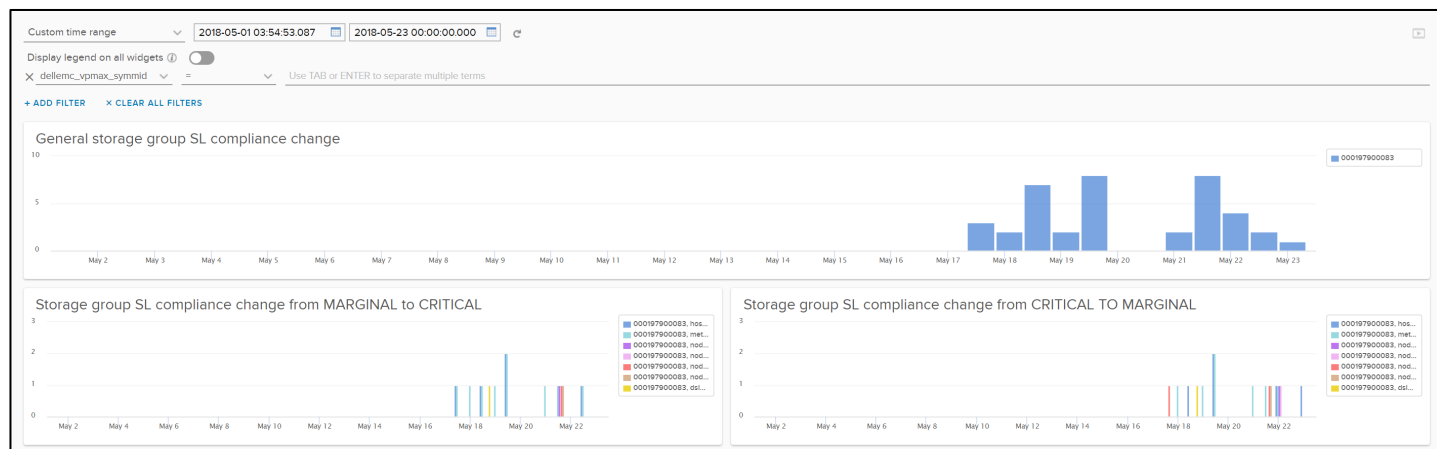 Custom time range 2018-05-01 03:54:53.087 2018-05-23 00:00:00.000
Display legend on all widgets
dellemc_vpmax_symmid = Use TAB or ENTER to separate multiple terms
+ ADD FILTER × CLEAR ALL FILTERS
General storage group SL compliance change
10
5
0
May 2 May 3 May 4 May 5 May 6 May 7 May 8 May 9 May 10 May 11 May 12 May 13 May 14 May 15 May 16 May 17 May 18 May 19 May 20 May 21 May 22 May 23
000197900083
Storage group SL compliance change from MARGINAL to CRITICAL
3
2
1
0
May 2 May 4 May 6 May 8 May 10 May 12 May 14 May 16 May 18 May 20 May 22
000197900083, hos...
000197900083, met...
000197900083, nod...
000197900083, nod...
000197900083, nod...
000197900083, nod...
000197900083, dsi...
Storage group SL compliance change from CRITICAL TO MARGINAL
3
2
1
0
May 2 May 4 May 6 May 8 May 10 May 12 May 14 May 16 May 18 May 20 May 22
000197900083, hos...
000197900083, met...
000197900083, nod...
000197900083, nod...
000197900083, nod...
000197900083, nod...
000197900083, dsi...